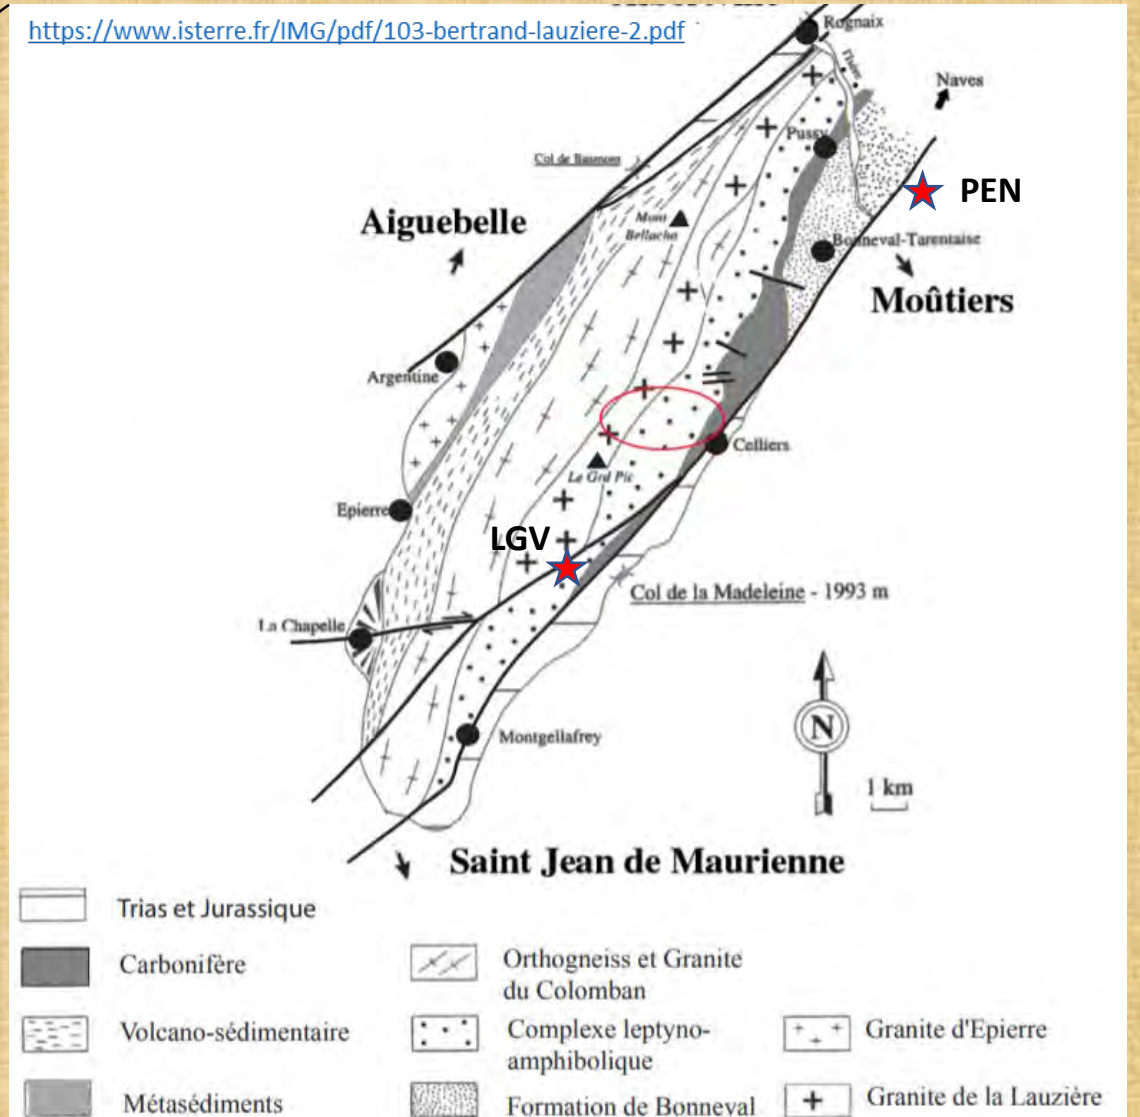 https://www.isterre.fr/IMG/pdf/103-bertrand-lauziere-2.pdf
Rognaix
Naves
Pussy
Col de Basmont
PEN
Aiguebelle
Mont
Bellacha
Bonneval-Tarentaise
Moûtiers
Argentine
Celliers
Le Grd Pic
Epierre
LGV
Col de la Madeleine - 1993 m
La Chapelle
N
Montgellafrey
1 km
Saint Jean de Maurienne
Trias et Jurassique
Carbonifère
Orthogneiss et Granite
du Colomban
Volcano-sédimentaire
Complexe leptyno-
amphibolique
Granite d'Epierre
Métasédiments
Formation de Bonneval
Granite de la Lauzière